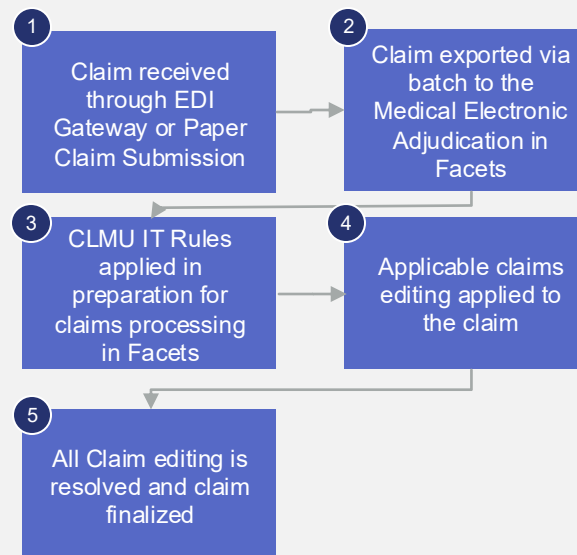 1
Claim received
through EDI
Gateway or Paper
Claim Submission
2
Claim exported via
batch to the
Medical Electronic
Adjudication in
Facets
3
CLMU IT Rules
applied in
preparation for
claims processing
in Facets
4
Applicable claims
editing applied to
the claim
5
All Claim editing is
resolved and claim
finalized